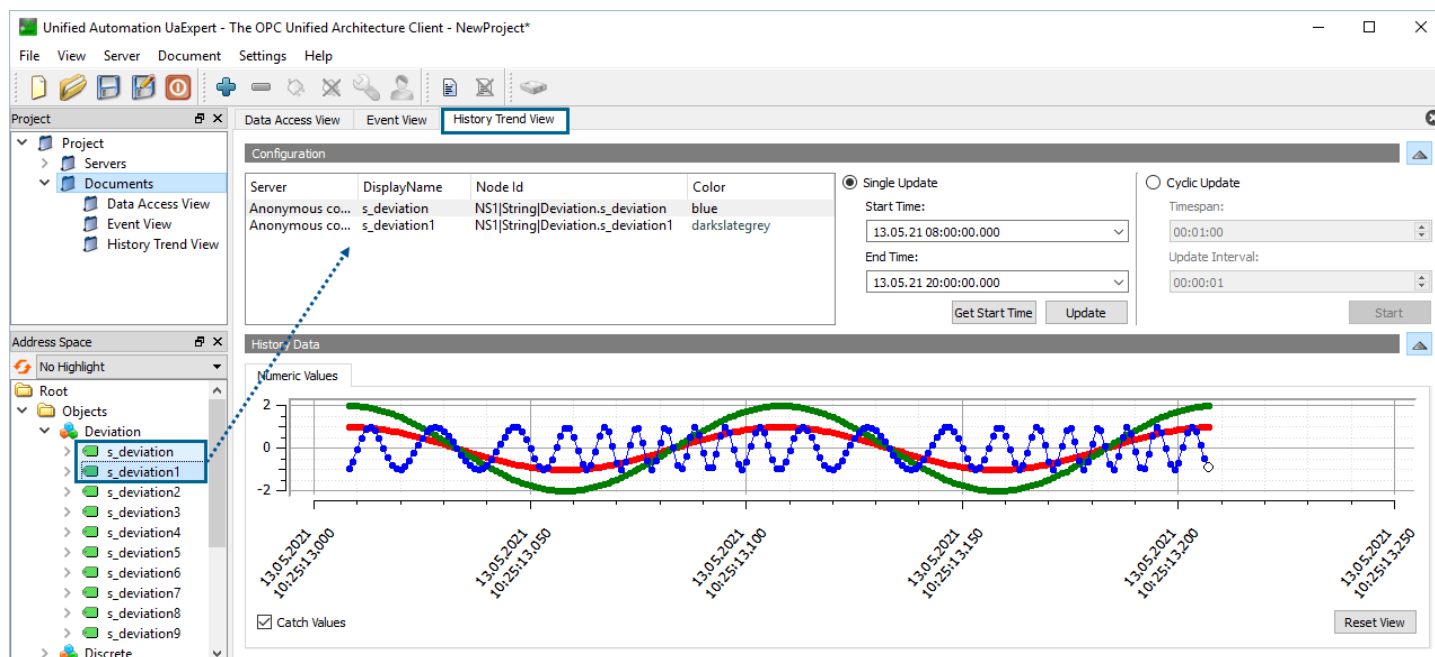 Unified Automation UaExpert - The OPC Unified Architecture Client - NewProject*
File View Server Document Settings Help
Project
Project
Servers
Documents
Data Access View
Event View
History Trend View
Data Access View Event View History Trend View
Configuration
Server DisplayName Node Id Color
Anonymous co... s_deviation NS1|String|Deviation.s_deviation blue
Anonymous co... s_deviation1 NS1|String|Deviation.s_deviation1 darkslategrey
Single Update
Start Time:
13.05.21 08:00:00.000
End Time:
13.05.21 20:00:00.000
Get Start Time Update
Cyclic Update
Timespan:
00:01:00
Update Interval:
00:00:01
Start
Address Space
No Highlight
Root
Objects
Deviation
s_deviation
s_deviation1
s_deviation2
s_deviation3
s_deviation4
s_deviation5
s_deviation6
s_deviation7
s_deviation8
s_deviation9
Discrete
History Data
Numeric Values
2
0
-2
13.05.2021
10:25:13.000
13.05.2021
10:25:13.050
13.05.2021
10:25:13.100
13.05.2021
10:25:13.150
13.05.2021
10:25:13.200
13.05.2021
10:25:13.250
Catch Values
Reset View